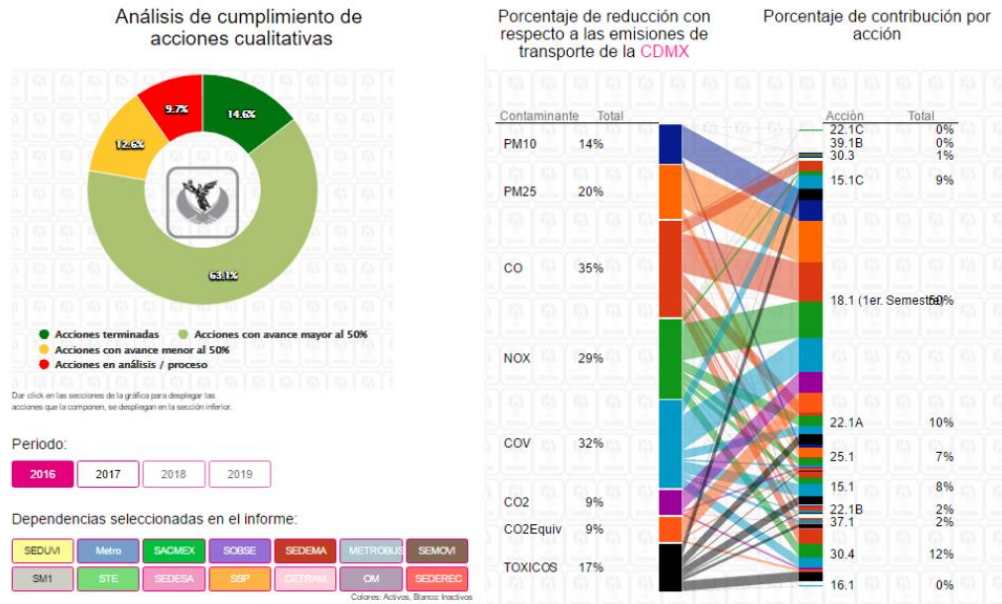 Análisis de cumplimiento de
acciones cualitativas
9.7%
14.6%
12.6%
63.1%
Acciones terminadas
Acciones con avance mayor al 50%
Acciones con avance menor al 50%
Acciones en análisis / proceso
Dar click en las secciones de la gráfica para desplegar las
acciones que la componen, se despliegan en la sección inferior.
Periodo:
2016 2017 2018 2019
Dependencias seleccionadas en el informe:
SEDUVI Metro SACMEX SOBSE SEDEMA METROBUS SEMOVI
SM1 STE SEDESA SSP CETRAM OM SEDEREC
Colores: Activos, Blanco: Inactivos
Porcentaje de reducción con
respecto a las emisiones de
transporte de la CDMX
Contaminante Total
PM10 14%
PM25 20%
CO 35%
NOX 29%
COV 32%
CO2 9%
CO2Equiv 9%
TOXICOS 17%
Porcentaje de contribución por
acción
Acción Total
22.1C 0%
39.1B 0%
30.3 1%
15.1C 9%
18.1 (1er. Semestre) 50%
22.1A 10%
25.1 7%
15.1 8%
22.1B 2%
37.1 2%
30.4 12%
16.1 0%